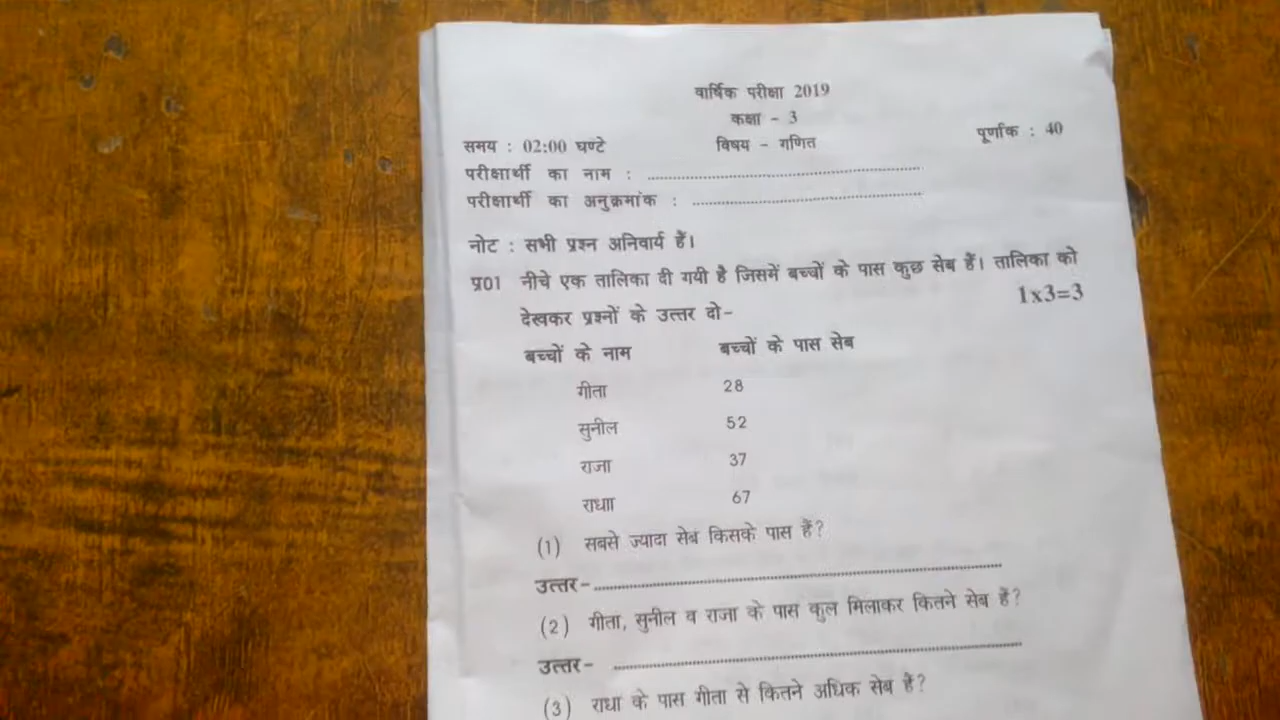 वार्षिक परीक्षा 2019
कक्षा - 3
समय : 02:00 घण्टे विषय - गणित पूर्णांक : 40
परीक्षार्थी का नाम : ........................................
परीक्षार्थी का अनुक्रमांक : ........................................
नोट : सभी प्रश्न अनिवार्य हैं।
प्र01 नीचे एक तालिका दी गयी है जिसमें बच्चों के पास कुछ सेब हैं। तालिका को
देखकर प्रश्नों के उत्तर दो- 1x3=3
बच्चों के नाम बच्चों के पास सेब
गीता 28
सुनील 52
राजा 37
राधाा 67
(1) सबसे ज्यादा सेब किसके पास हैं?
उत्तर-........................................
(2) गीता, सुनील व राजा के पास कुल मिलाकर कितने सेब हैं?
उत्तर- ........................................
(3) राधा के पास गीता से कितने अधिक सेब हैं?